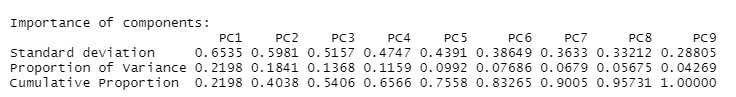 Importance of components:
PC1 PC2 PC3 PC4 PC5 PC6 PC7 PC8 PC9
Standard deviation 0.6535 0.5981 0.5157 0.4747 0.4391 0.38649 0.3633 0.33212 0.28805
Proportion of Variance 0.2198 0.1841 0.1368 0.1159 0.0992 0.07686 0.0679 0.05675 0.04269
Cumulative Proportion 0.2198 0.4038 0.5406 0.6566 0.7558 0.83265 0.9005 0.95731 1.00000